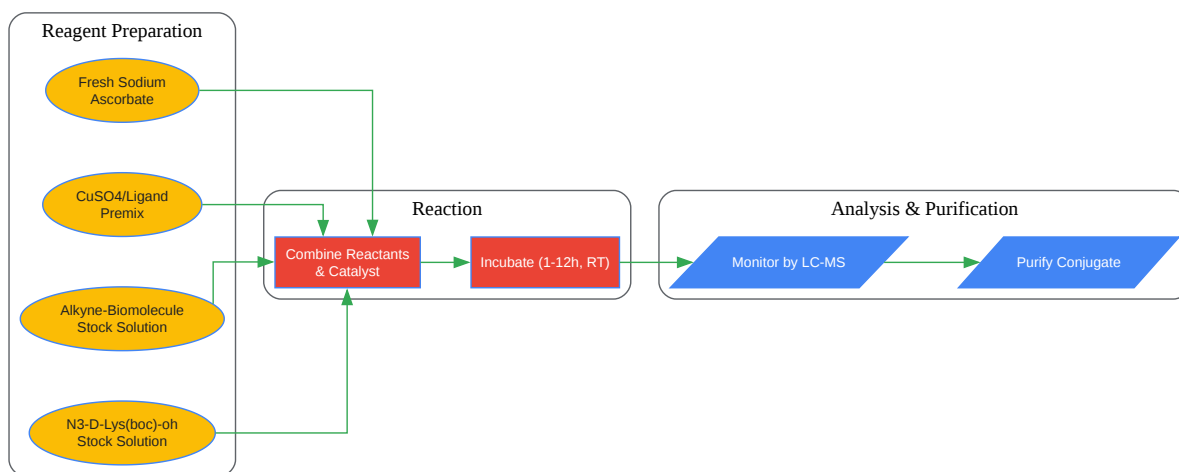 Reagent Preparation
Fresh Sodium
Ascorbate
CuSO4/Ligand
Premix
Alkyne-Biomolecule
Stock Solution
N3-D-Lys(boc)-oh
Stock Solution
Reaction
Combine Reactants
& Catalyst
Incubate (1-12h, RT)
Analysis & Purification
Monitor by LC-MS
Purify Conjugate